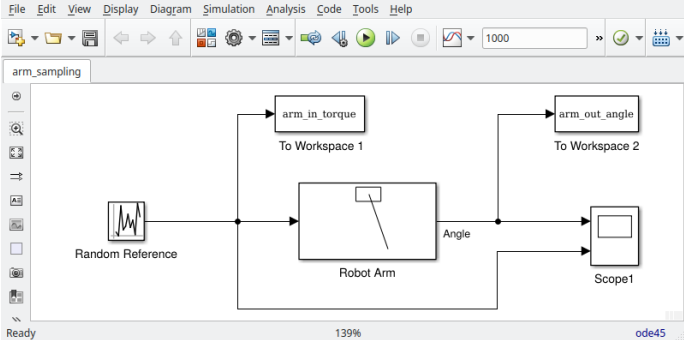 File Edit View Display Diagram Simulation Analysis Code Tools Help
1000 »
arm_sampling
arm_in_torque
arm_out_angle
To Workspace 1
To Workspace 2
Angle
Random Reference
Robot Arm
Scope1
Ready 139% ode45